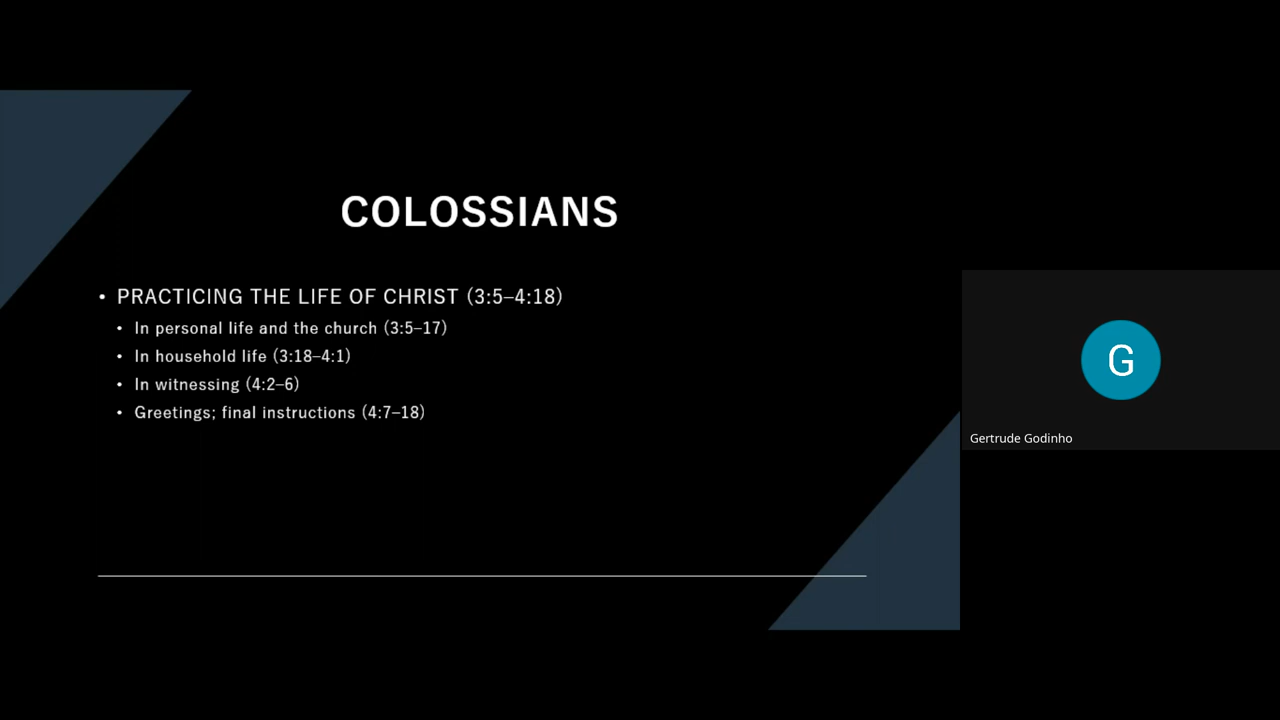 COLOSSIANS
• PRACTICING THE LIFE OF CHRIST (3:5–4:18)
• In personal life and the church (3:5–17)
• In household life (3:18–4:1)
• In witnessing (4:2–6)
• Greetings; final instructions (4:7–18)
G
Gertrude Godinho